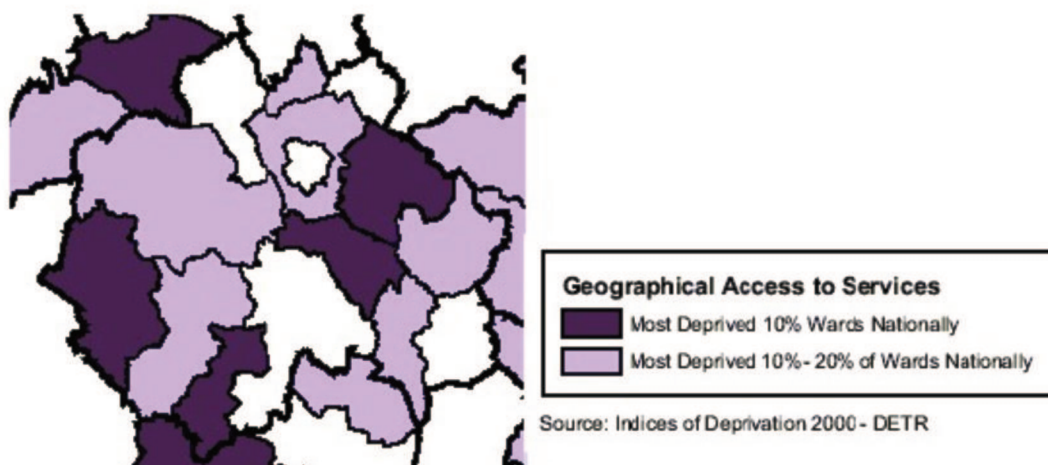 Geographical Access to Services
Most Deprived 10% Wards Nationally
Most Deprived 10%- 20% of Wards Nationally
Source: Indices of Deprivation 2000 - DETR